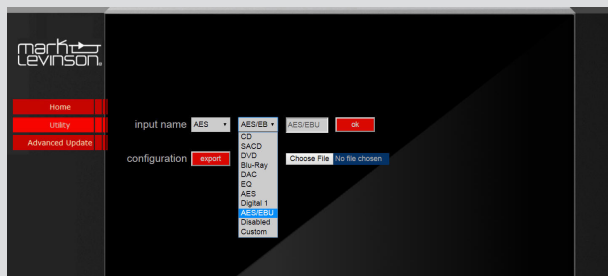 mark
Levinson
Home
Utility
Advanced Update
input name AES AES/EB AES/EBU ok
CD
SACD
DVD
Blu-Ray
DAC
EQ
AES
Digital 1
AES/EBU
Disabled
Custom
configuration export Choose File No file chosen